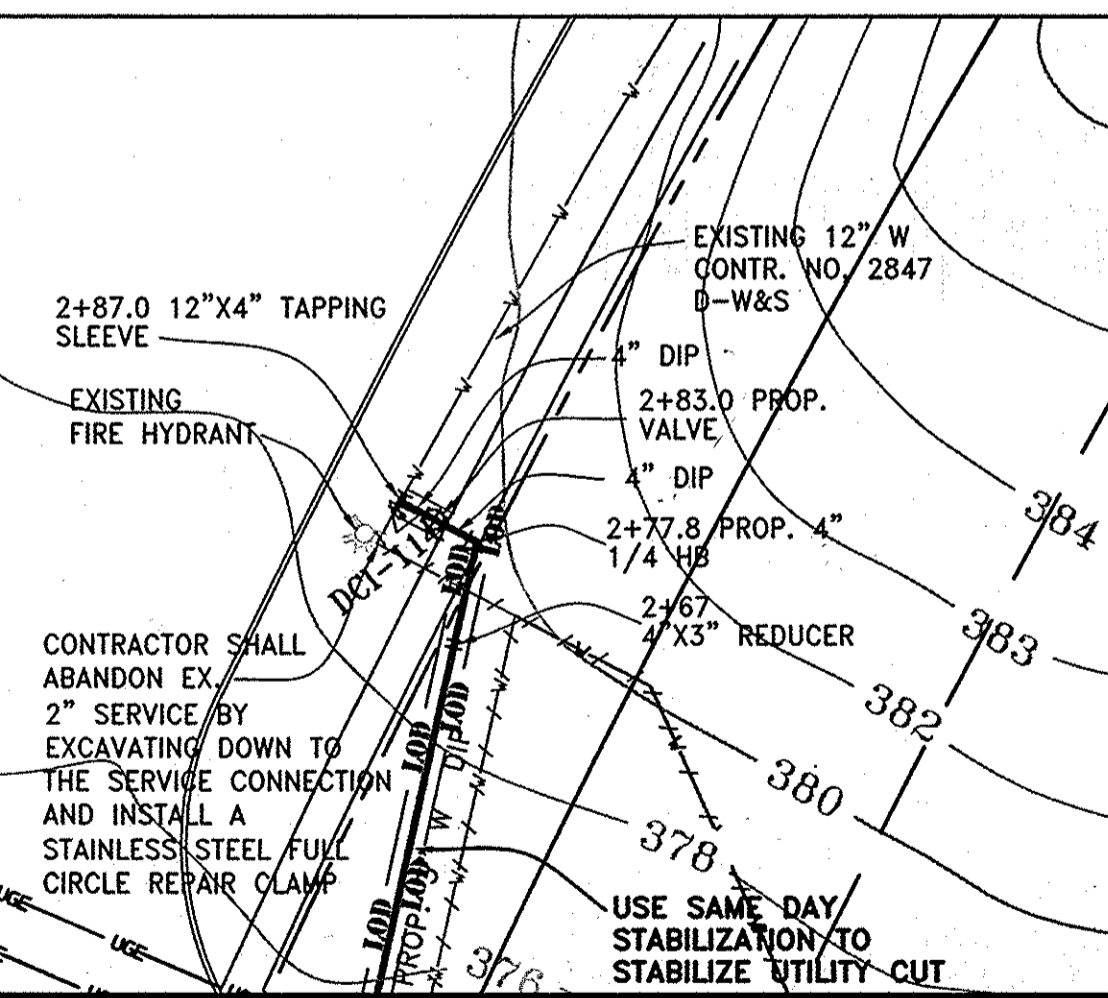 EXISTING 12" W
CONTR. NO. 2847
D-W&S
2+87.0 12"X4" TAPPING
SLEEVE
4" DIP
EXISTING
FIRE HYDRANT
2+83.0 PROP.
VALVE
4" DIP
2+77.8 PROP. 4"
1/4 HB
2+67
4"X3" REDUCER
CONTRACTOR SHALL
ABANDON EX.
2" SERVICE BY
EXCAVATING DOWN TO
THE SERVICE CONNECTION
AND INSTALL A
STAINLESS STEEL FULL
CIRCLE REPAIR CLAMP
USE SAME DAY
STABILIZATION TO
STABILIZE UTILITY CUT
384
383
382
380
378
376
LOD
LOD
LOD
LOD
LOD
LOD
PROP.
W
DIP
UGE
UGE
W
W
W
W
W